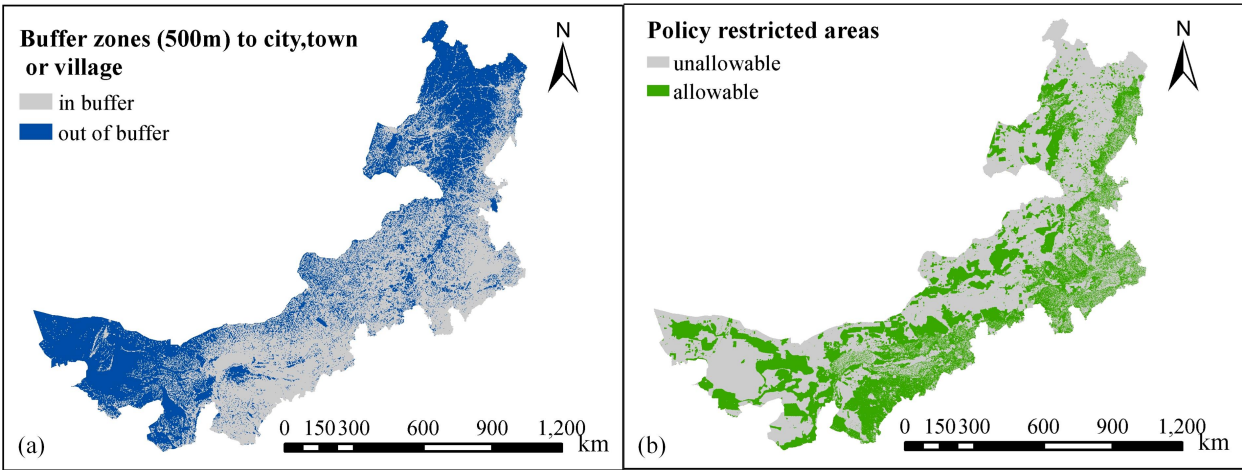 Buffer zones (500m) to city,town
or village
in buffer
out of buffer
N
0 150 300 600 900 1,200
km
(a)
Policy restricted areas
unallowable
allowable
N
0 150 300 600 900 1,200
km
(b)